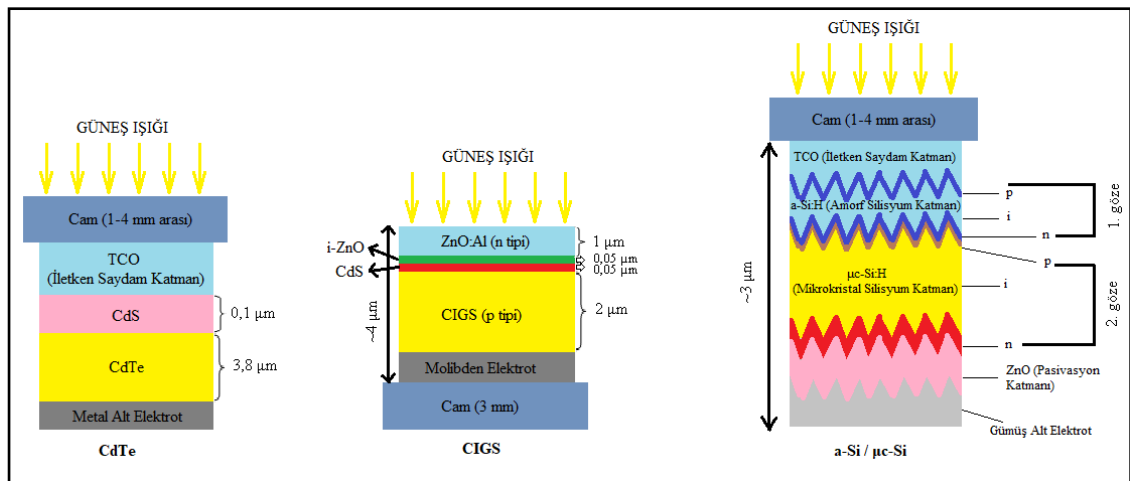 GÜNEŞ IŞIĞI
Cam (1-4 mm arası)
TCO
(İletken Saydam Katman)
CdS
0,1 µm
CdTe
3,8 µm
Metal Alt Elektrot
CdTe
GÜNEŞ IŞIĞI
i-ZnO
CdS
~4 µm
ZnO:Al (n tipi)
1 µm
0,05 µm
0,05 µm
CIGS (p tipi)
2 µm
Molibden Elektrot
Cam (3 mm)
CIGS
GÜNEŞ IŞIĞI
Cam (1-4 mm arası)
~3 µm
TCO (İletken Saydam Katman)
p
a-Si:H (Amorf Silisyum Katman)
i
n
1. göze
p
µc-Si:H
(Mikrokristal Silisyum Katman)
i
n
2. göze
ZnO (Pasivasyon
Katmanı)
Gümüş Alt Elektrot
a-Si / µc-Si